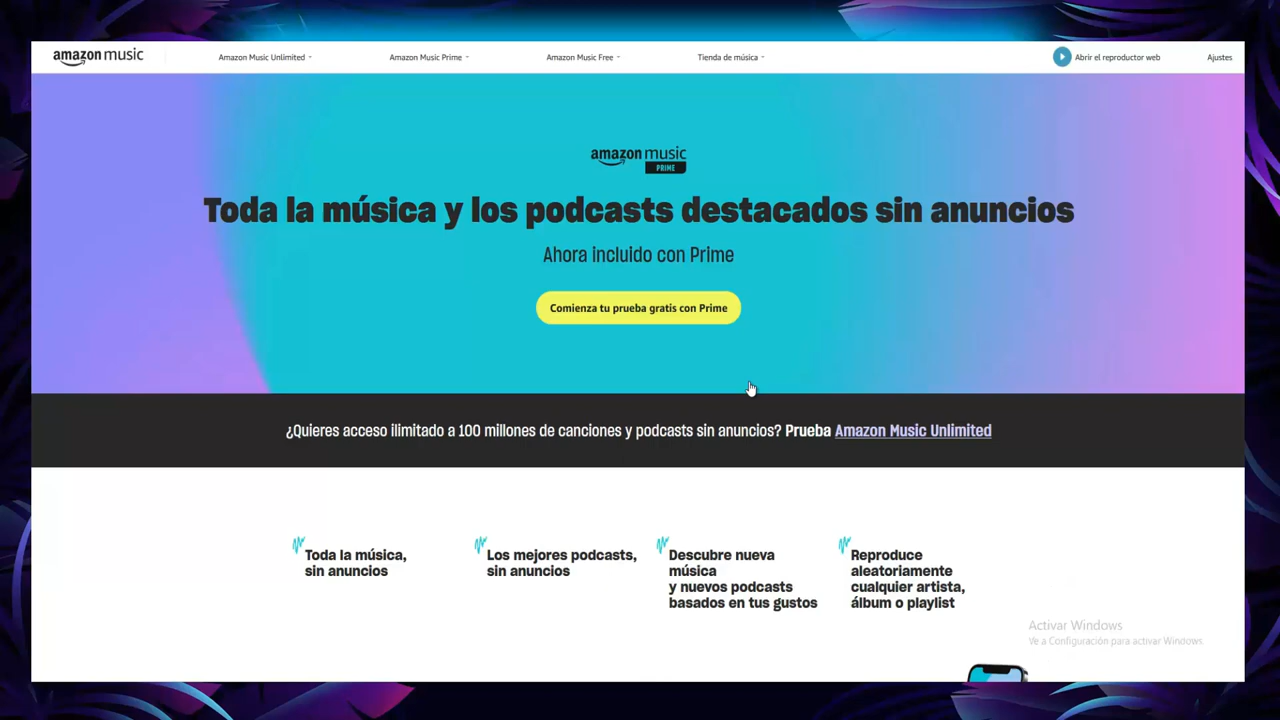 amazon music
Amazon Music Unlimited
Amazon Music Prime
Amazon Music Free
Tienda de música
Abrir el reproductor web
Ajustes
amazon music
PRIME
Toda la música y los podcasts destacados sin anuncios
Ahora incluido con Prime
Comienza tu prueba gratis con Prime
¿Quieres acceso ilimitado a 100 millones de canciones y podcasts sin anuncios? Prueba Amazon Music Unlimited
Toda la música,
sin anuncios
Los mejores podcasts,
sin anuncios
Descubre nueva
música
y nuevos podcasts
basados en tus gustos
Reproduce
aleatoriamente
cualquier artista,
álbum o playlist
Activar Windows
Ve a Configuración para activar Windows.